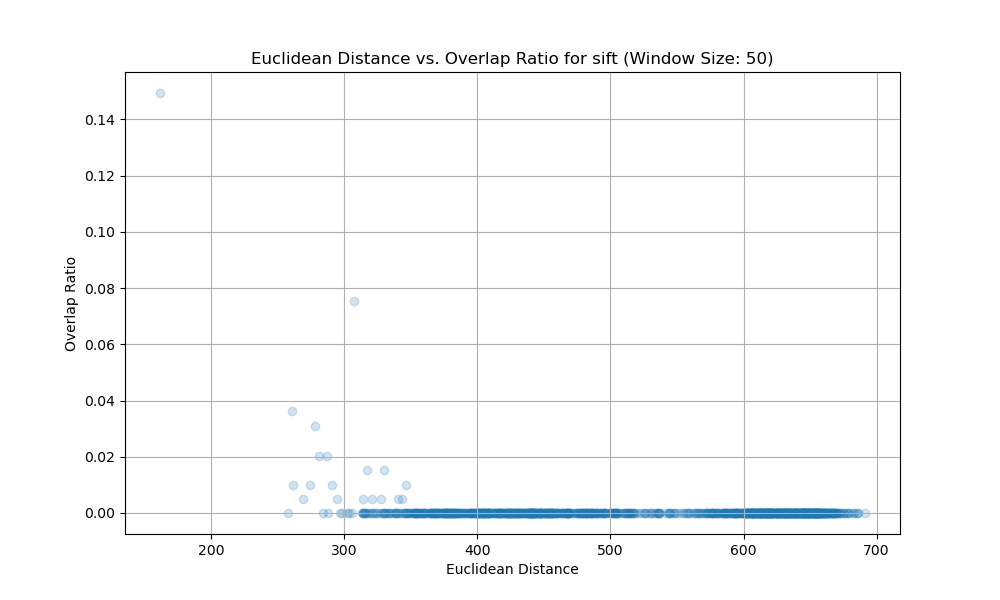 Euclidean Distance vs. Overlap Ratio for sift (Window Size: 50)
Overlap Ratio
0.14
0.12
0.10
0.08
0.06
0.04
0.02
0.00
200 300 400 500 600 700
Euclidean Distance